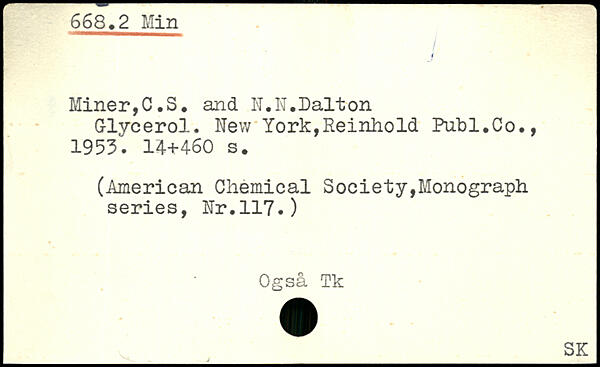 668.2 Min
Miner,C.S. and N.N.Dalton
Glycerol. New York,Reinhold Publ.Co.,
1953. 14+460 s.
(American Chemical Society,Monograph
series, Nr.117.)
Også Tk
SK